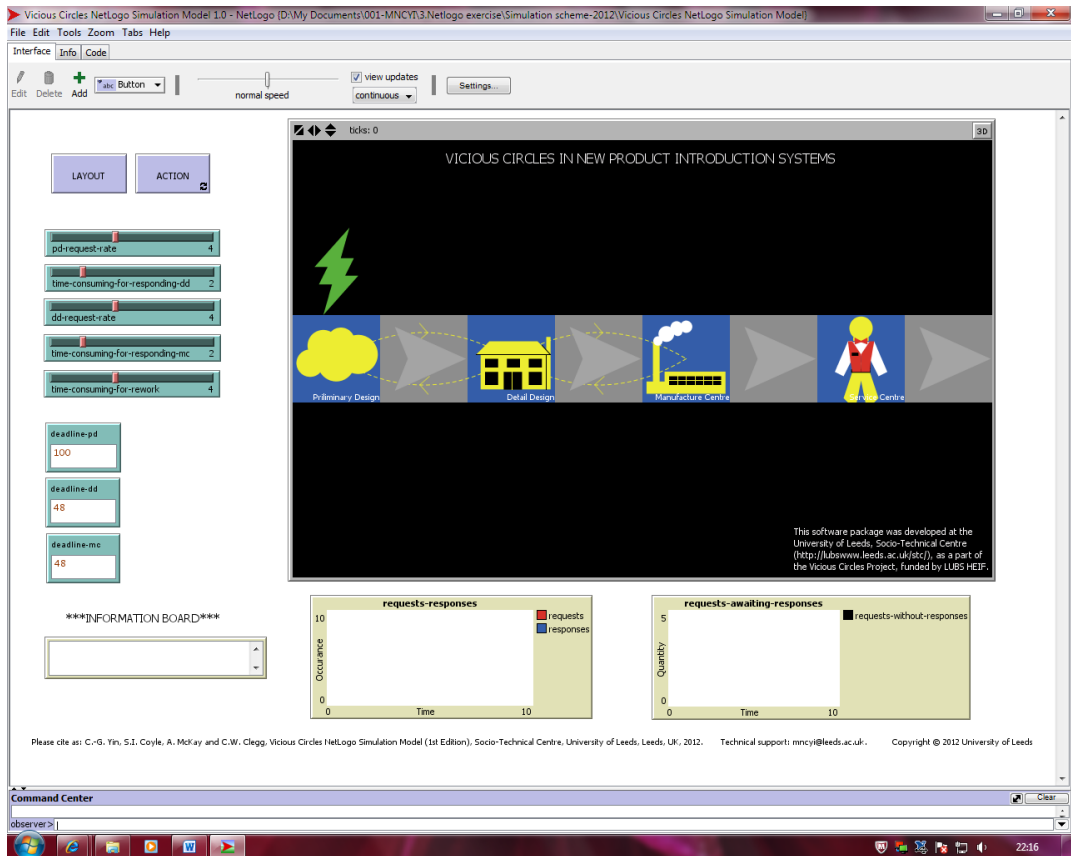 Vicious Circles NetLogo Simulation Model 1.0 - NetLogo {D:\My Documents\001-MNCYI\3.Netlogo exercise\Simulation scheme-2012\Vicious Circles NetLogo Simulation Model}
File Edit Tools Zoom Tabs Help
Interface Info Code
Edit Delete Add abc Button normal speed view updates continuous Settings...
ticks: 0 3D
VICIOUS CIRCLES IN NEW PRODUCT INTRODUCTION SYSTEMS
LAYOUT ACTION
pd-request-rate 4
time-consuming-for-responding-dd 2
dd-request-rate 4
time-consuming-for-responding-mc 2
time-consuming-for-rework 4
Priliminary Design Detail Design Manufacture Centre Service Centre
deadline-pd
100
deadline-dd
48
deadline-mc
48
This software package was developed at the
University of Leeds, Socio-Technical Centre
(http://lubswww.leeds.ac.uk/stc/), as a part of
the Vicious Circles Project, funded by LUBS HEIF.
***INFORMATION BOARD***
requests-responses
10
Occurance
0
0 Time 10
requests
responses
requests-awaiting-responses
5
Quantity
0
0 Time 10
requests-without-responses
Please cite as: C.-G. Yin, S.I. Coyle, A. McKay and C.W. Clegg, Vicious Circles NetLogo Simulation Model (1st Edition), Socio-Technical Centre, University of Leeds, Leeds, UK, 2012. Technical support: mncyi@leeds.ac.uk. Copyright @ 2012 University of Leeds
Command Center Clear
observer>
22:16